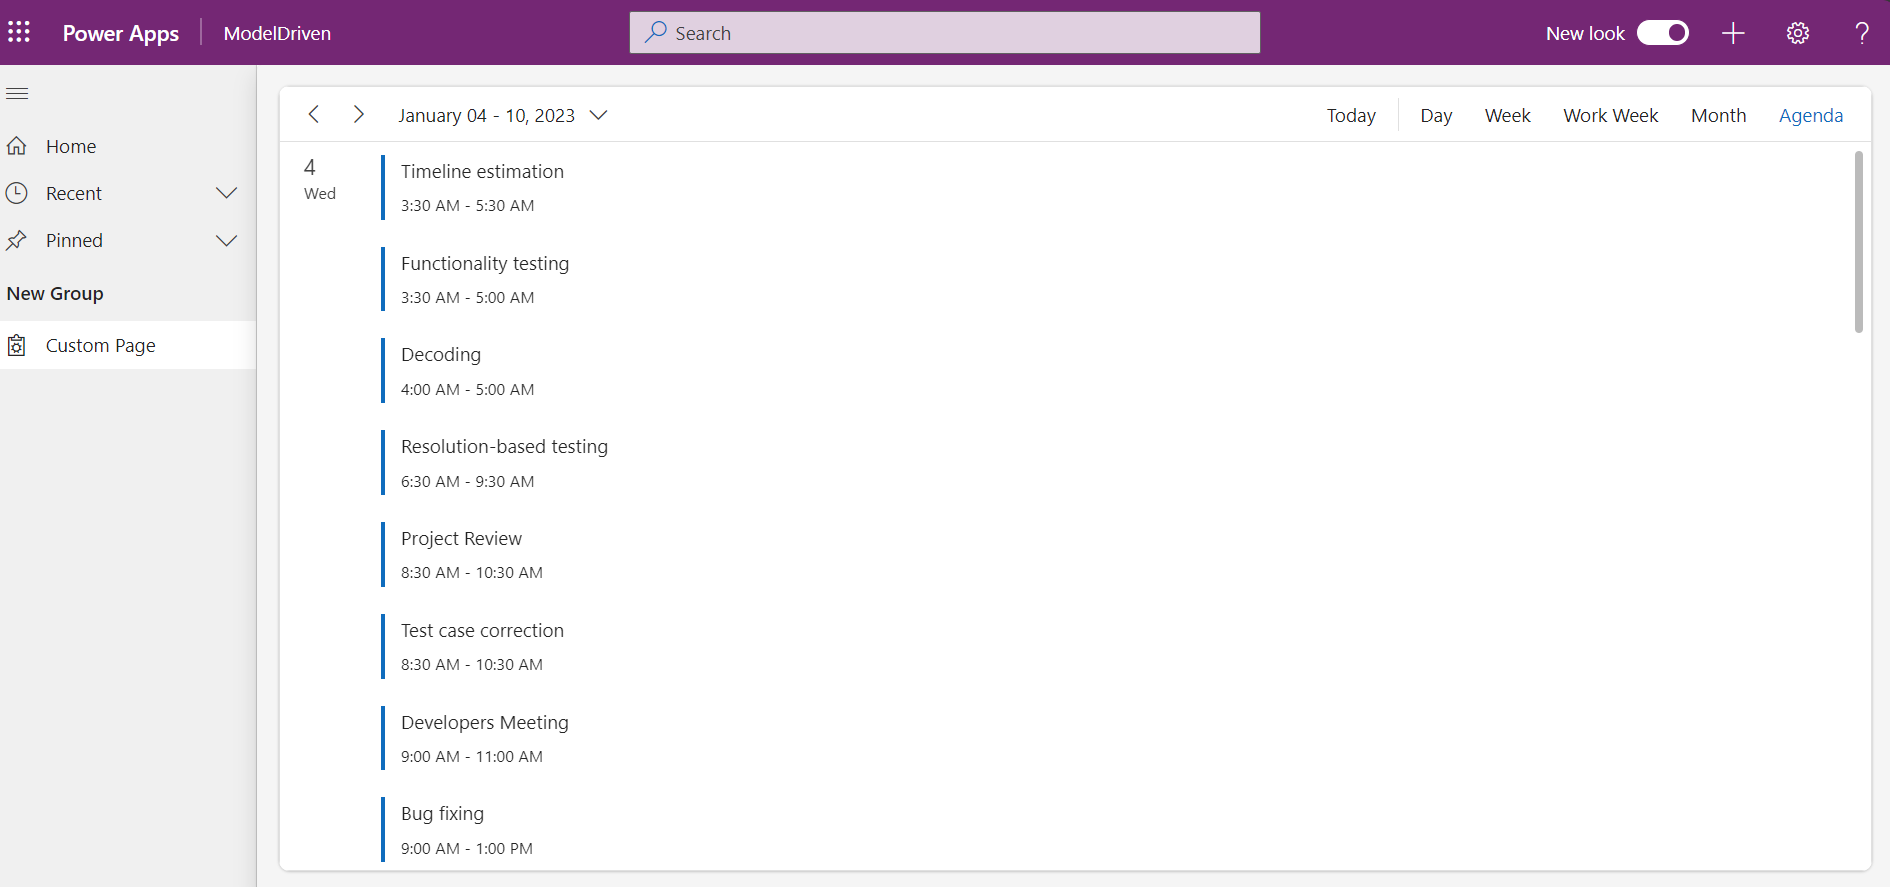 Power Apps
ModelDriven
Search
New look
Home
Recent
Pinned
New Group
Custom Page
January 04 - 10, 2023
Today
Day
Week
Work Week
Month
Agenda
4
Wed
Timeline estimation
3:30 AM - 5:30 AM
Functionality testing
3:30 AM - 5:00 AM
Decoding
4:00 AM - 5:00 AM
Resolution-based testing
6:30 AM - 9:30 AM
Project Review
8:30 AM - 10:30 AM
Test case correction
8:30 AM - 10:30 AM
Developers Meeting
9:00 AM - 11:00 AM
Bug fixing
9:00 AM - 1:00 PM